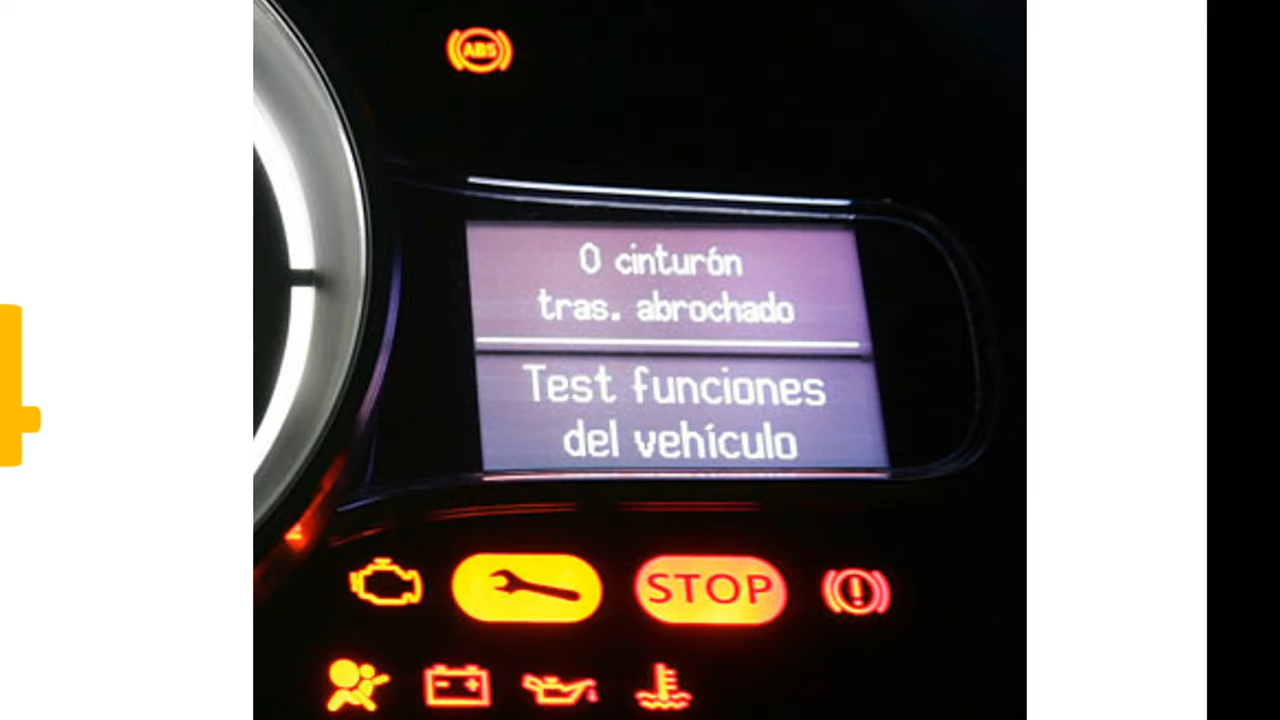 ABS
0 cinturón
tras. abrochado
Test funciones
del vehículo
STOP